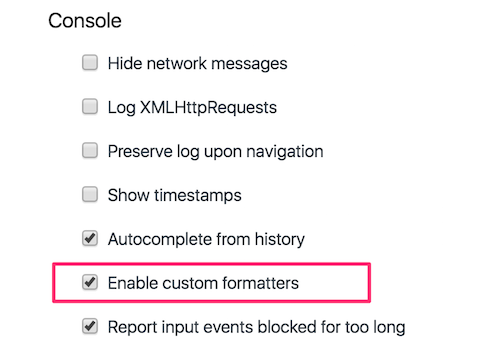 Console
Hide network messages
Log XMLHttpRequests
Preserve log upon navigation
Show timestamps
Autocomplete from history
Enable custom formatters
Report input events blocked for too long